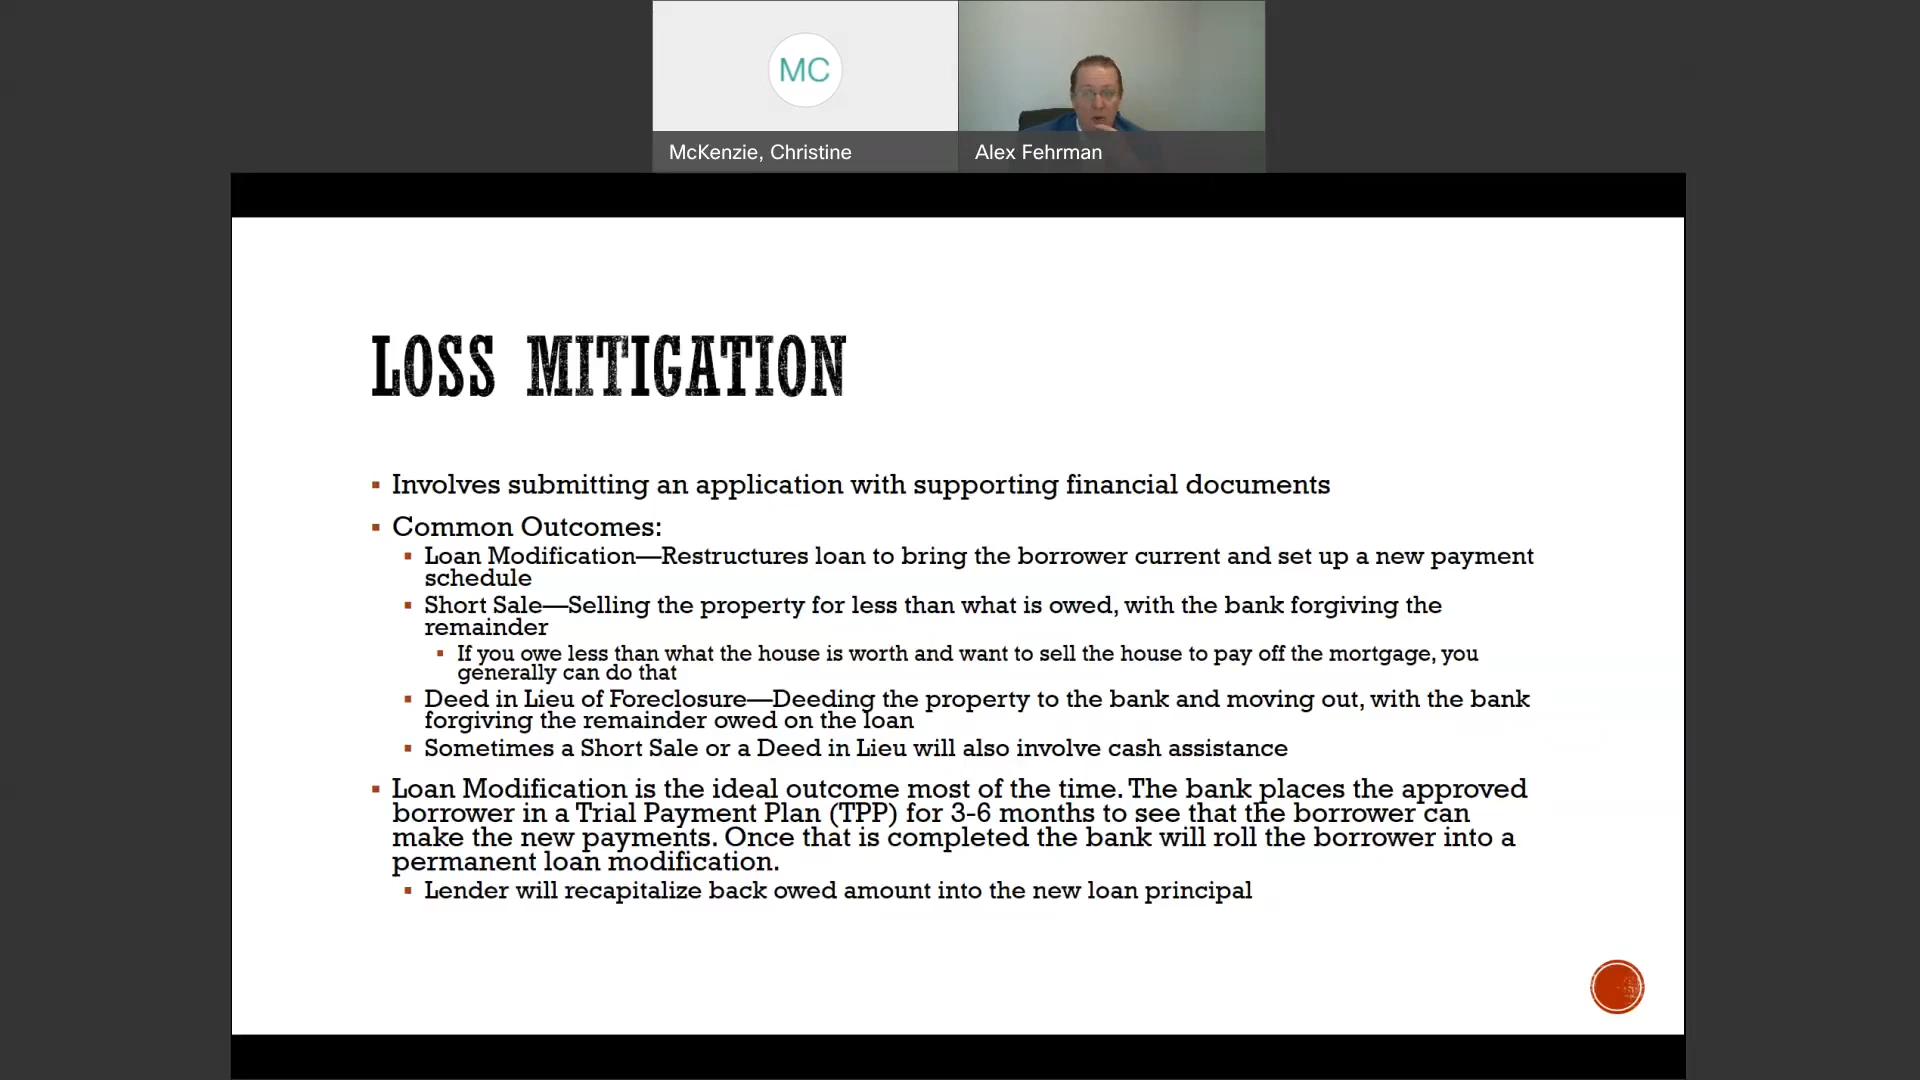 MC
McKenzie, Christine
Alex Fehrman
LOSS MITIGATION
Involves submitting an application with supporting financial documents
Common Outcomes:
Loan Modification—Restructures loan to bring the borrower current and set up a new payment
schedule
Short Sale—Selling the property for less than what is owed, with the bank forgiving the
remainder
If you owe less than what the house is worth and want to sell the house to pay off the mortgage, you
generally can do that
Deed in Lieu of Foreclosure—Deeding the property to the bank and moving out, with the bank
forgiving the remainder owed on the loan
Sometimes a Short Sale or a Deed in Lieu will also involve cash assistance
Loan Modification is the ideal outcome most of the time. The bank places the approved
borrower in a Trial Payment Plan (TPP) for 3-6 months to see that the borrower can
make the new payments. Once that is completed the bank will roll the borrower into a
permanent loan modification.
Lender will recapitalize back owed amount into the new loan principal